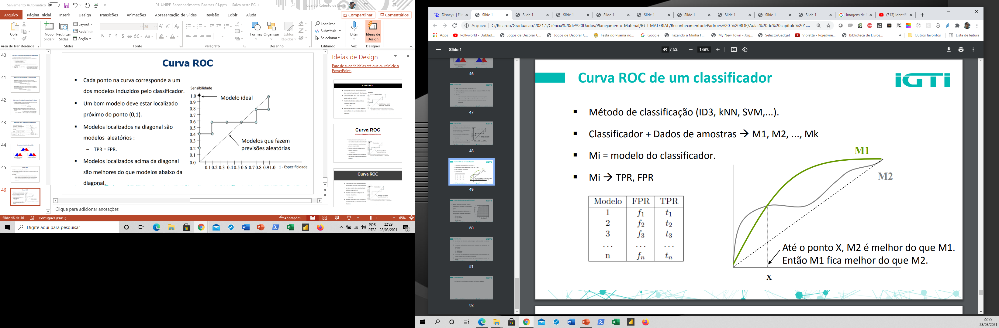 Salvamento Automático
01-UNIPE-Reconhecimento-Padroes-01.pptx - Salvo neste PC
Ricardo Roberto de Lima
Arquivo
Página Inicial
Inserir
Design
Transições
Animações
Apresentação de Slides
Revisão
Exibir
Ajuda
Compartilhar
Comentários
Colar
Novo Slide
Reutilizar Slides
Layout
Redefinir
Seção
36
N I S S ab AV Aa A
Formas
Organizar
Estilos Rápidos
Localizar
Substituir
Selecionar
Ditar
Ideias de Design
Área de Transferência
Slides
Fonte
Parágrafo
Desenho
Editando
Voz
Designer
40
41
42
43
44
45
46
Curva ROC
▪ Cada ponto na curva corresponde a um
dos modelos induzidos pelo classificador.
▪ Um bom modelo deve estar localizado
próximo do ponto (0,1).
▪ Modelos localizados na diagonal são
modelos aleatórios :
– TPR = FPR.
▪ Modelos localizados acima da diagonal
são melhores do que modelos abaixo da
diagonal.
Sensibilidade
1.0
0.9
0.8
0.7
0.6
0.5
0.4
0.3
0.2
0.1
0.0
Modelo ideal
Modelos que fazem
previsões aleatórias
0.1 0.2 0.3 0.4 0.5 0.6 0.7 0.8 0.9 1.0
1 - Especificidade
Ideias de Design
Pare de sugerir ideias até que eu reinicie o
PowerPoint.
Curva ROC
Curva ROC
Curva ROC
Clique para adicionar anotações
Slide 46 de 46
Português (Brasil)
Anotações
65%
Digite aqui para pesquisar
POR
PTB2
22:29
28/03/2021
3
Disney+ | Fil
Slide 1
Slide 1
Slide 1
Slide 1
Slide 1
Slide 1
Slide 1
Slide 1
Slide 1
imagens de
(713) Identifi
Arquivo | C:/Ricardo/Graduacao/2021.1/Ciência%20de%20Dados/Planejamento-Material/IGTI-MATERIAL/ReconhecimentodePadroes%20-%20RDP/Aulas%20do%20capítulo%201....
Apps
Pollyworld - Dublad...
Jogos de Decorar C...
Jogos de Decorar C...
Festa do Pijama no...
Google
Fazendo a Minha F...
My New Town - Jog...
SelectorGadget
Violetta - Pojedyne...
Biblioteca de Livros...
»
Outros favoritos
Lista de leitura
Slide 1
49 / 52
146%
46
47
48
49
50
51
52
Curva ROC de um classificador
iGTi
▪ Método de classificação (ID3, kNN, SVM,...).
▪ Classificador + Dados de amostras → M1, M2, ..., Mk
▪ Mi = modelo do classificador.
▪ Mi → TPR, FPR
Modelo FPR TPR
1 f1 t1
2 f2 t2
3 f3 t3
... ... ...
n fn tn
M1
M2
Até o ponto X, M2 é melhor do que M1.
Então M1 fica melhor do que M2.
X
22:29
28/03/2021